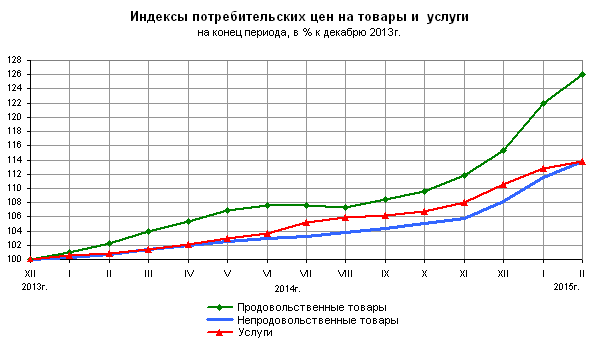 Индексы потребительских цен на товары и услуги
на конец периода, в % к декабрю 2013г.
128
126
124
122
120
118
116
114
112
110
108
106
104
102
100
XII I II III IV V VI VII VIII IX X XI XII I II
2013г. 2014г. 2015г.
Продовольственные товары
Непродовольственные товары
Услуги